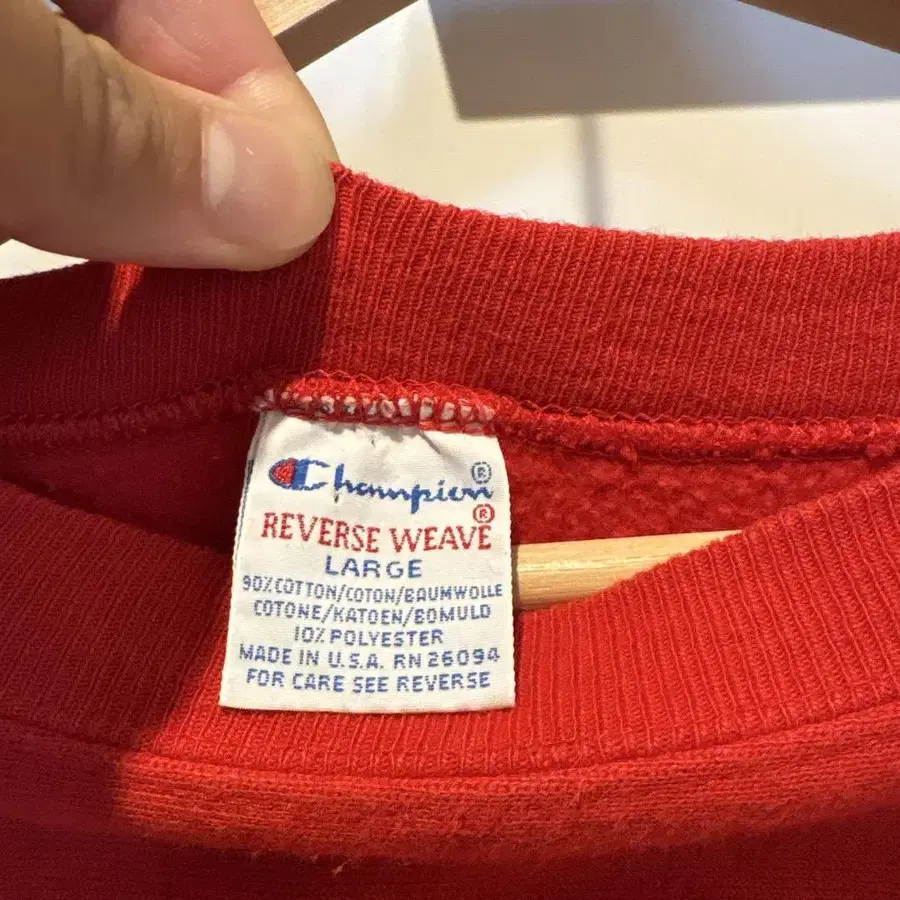 Champion®
REVERSE WEAVE®
LARGE
90% COTTON/COTON/BAUMWOLLE
COTONE/KATOEN/BOMULD
10% POLYESTER
MADE IN U.S.A. RN 26094
FOR CARE SEE REVERSE